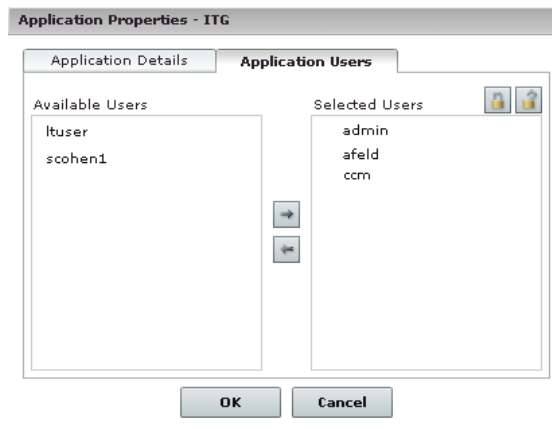 Application Properties - ITG
Application Details
Application Users
Available Users
Selected Users
ltuser
scohen1
admin
afeld
ccm
OK
Cancel